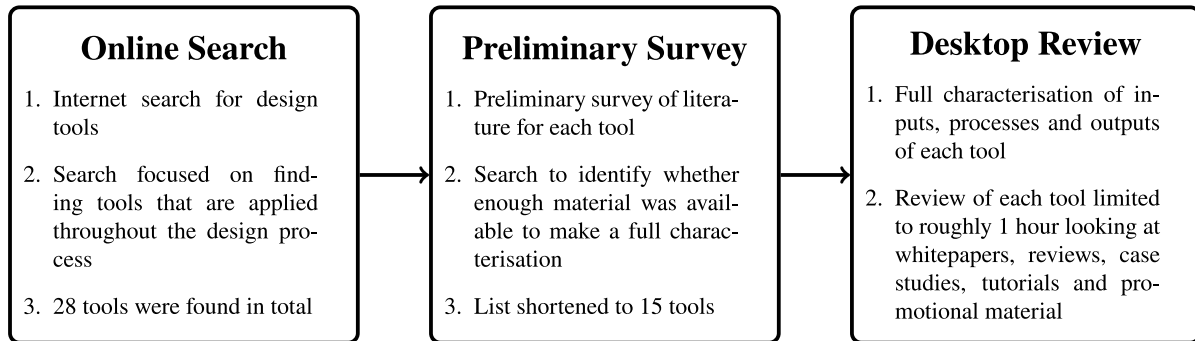 Online Search
1. Internet search for design
tools
2. Search focused on find-
ing tools that are applied
throughout the design pro-
cess
3. 28 tools were found in total
Preliminary Survey
1. Preliminary survey of litera-
ture for each tool
2. Search to identify whether
enough material was avail-
able to make a full charac-
terisation
3. List shortened to 15 tools
Desktop Review
1. Full characterisation of in-
puts, processes and outputs
of each tool
2. Review of each tool limited
to roughly 1 hour looking at
whitepapers, reviews, case
studies, tutorials and pro-
motional material